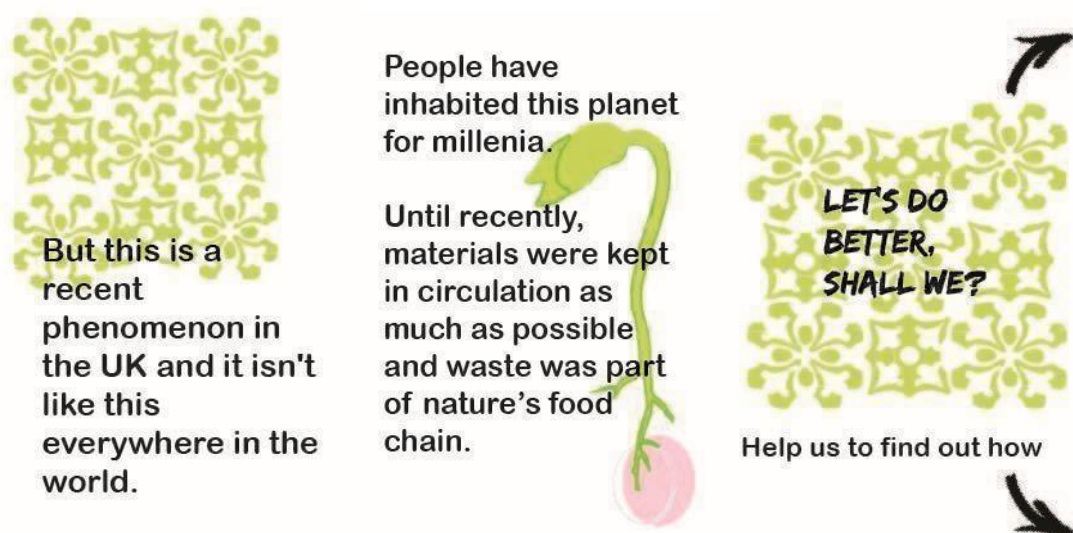 But this is a
recent
phenomenon in
the UK and it isn't
like this
everywhere in the
world.
People have
inhabited this planet
for millenia.
Until recently,
materials were kept
in circulation as
much as possible
and waste was part
of nature’s food
chain.
LET'S DO
BETTER,
SHALL WE?
Help us to find out how